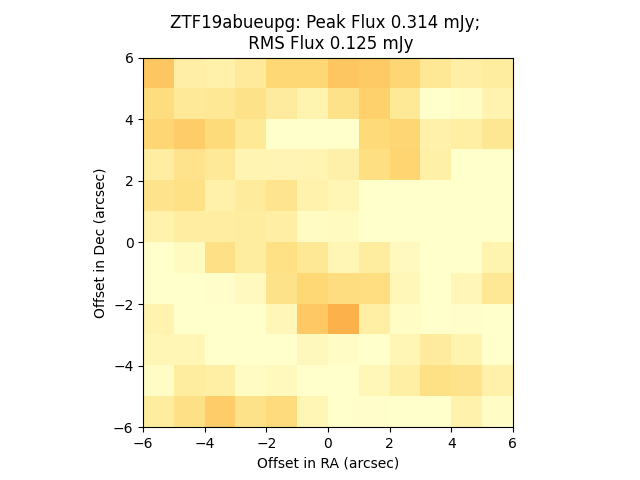 ZTF19abueupg: Peak Flux 0.314 mJy;
RMS Flux 0.125 mJy
6
4
2
0
−2
−4
−6
Offset in Dec (arcsec)
−6 −4 −2 0 2 4 6
Offset in RA (arcsec)